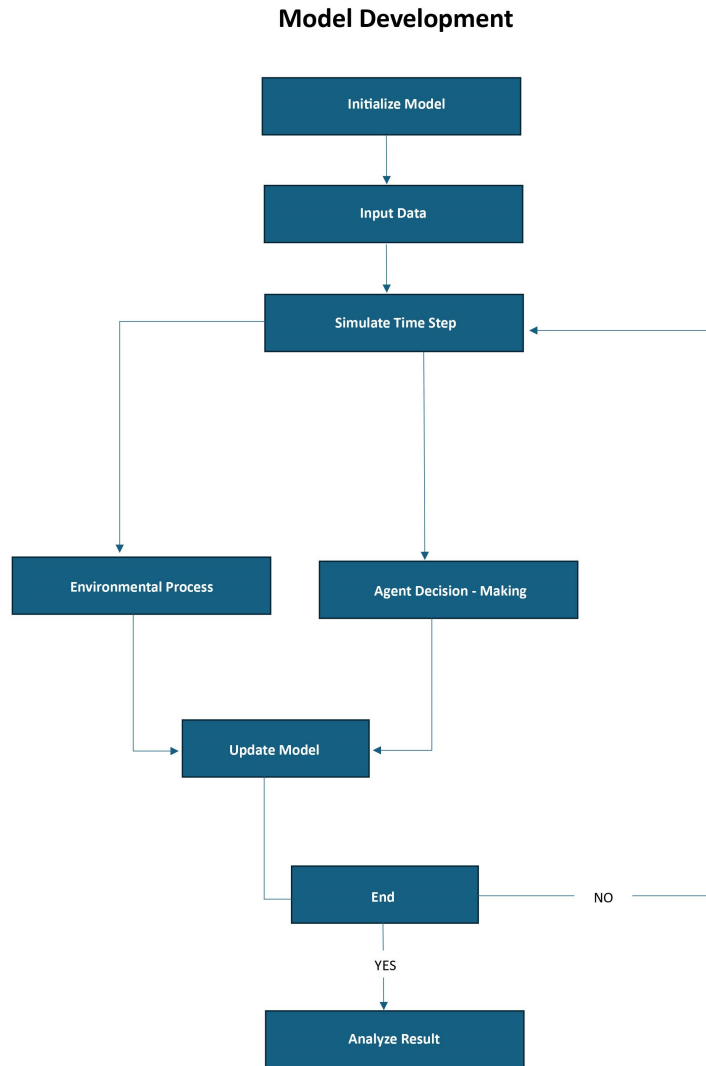 Model Development
Initialize Model
Input Data
Simulate Time Step
Environmental Process
Agent Decision - Making
Update Model
End
NO
YES
Analyze Result